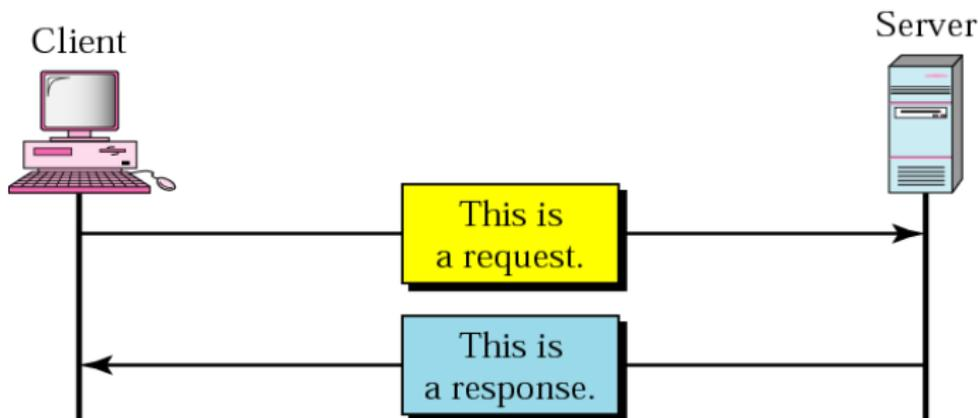 Client
Server
This is
a request.
This is
a response.